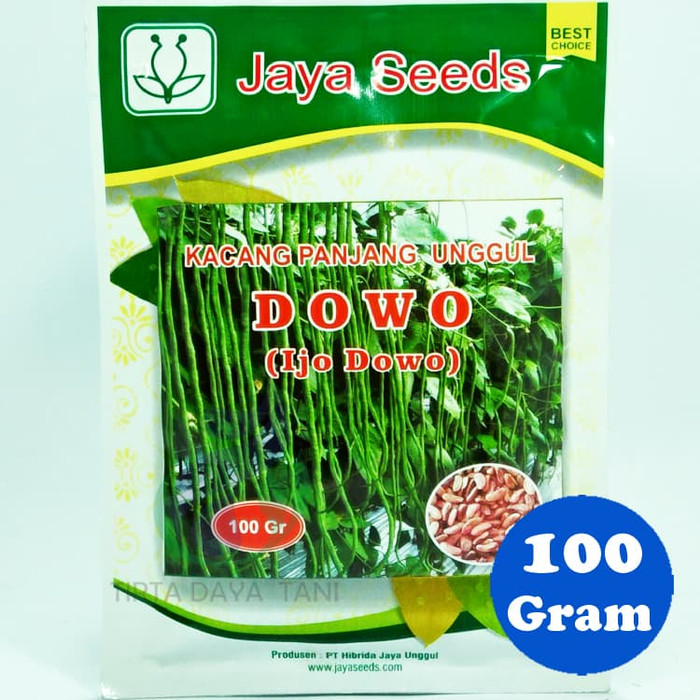 BEST
CHOICE
Jaya Seeds
KACANG PANJANG UNGGUL
DOWO
(Ijo Dowo)
100 Gr
100
Gram
TIRTA DAYA TANI
Produsen : PT Hibrida Jaya Unggul
www.jayaseeds.com